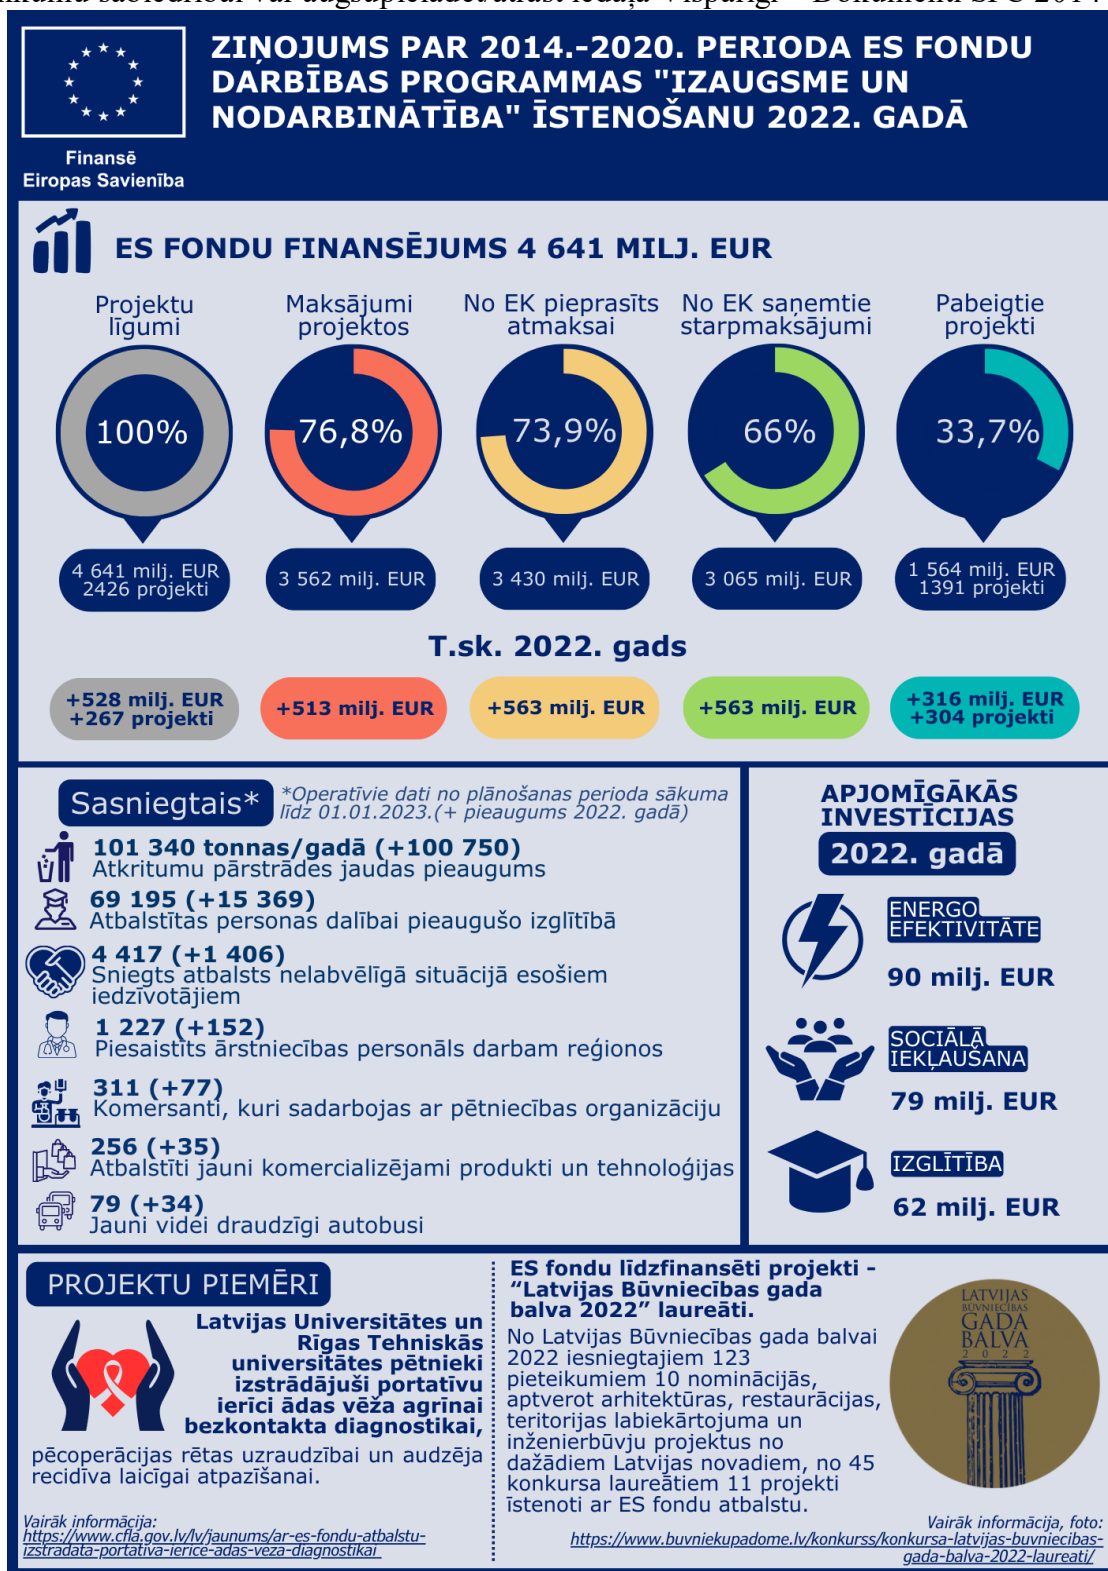 ZIŅOJUMS PAR 2014.-2020. PERIODA ES FONDU
DARBĪBAS PROGRAMMAS "IZAUGSME UN
NODARBINĀTĪBA" ĪSTENOŠANU 2022. GADĀ
Finansē
Eiropas Savienība
ES FONDU FINANSĒJUMS 4 641 MILJ. EUR
Projektu
līgumi
100%
4 641 milj. EUR
2426 projekti
Maksājumi
projektos
76,8%
3 562 milj. EUR
No EK pieprasīts
atmaksai
73,9%
3 430 milj. EUR
No EK saņemtie
starpmaksājumi
66%
3 065 milj. EUR
Pabeigtie
projekti
33,7%
1 564 milj. EUR
1391 projekti
T.sk. 2022. gads
+528 milj. EUR
+267 projekti
+513 milj. EUR
+563 milj. EUR
+563 milj. EUR
+316 milj. EUR
+304 projekti
Sasniegtais*
*Operatīvie dati no plānošanas perioda sākuma
līdz 01.01.2023.(+ pieaugums 2022. gadā)
101 340 tonnas/gadā (+100 750)
Atkritumu pārstrādes jaudas pieaugums
69 195 (+15 369)
Atbalstītas personas dalībai pieaugušo izglītībā
4 417 (+1 406)
Sniegts atbalsts nelabvēlīgā situācijā esošiem
iedzīvotājiem
1 227 (+152)
Piesaistīts ārstniecības personāls darbam reģionos
311 (+77)
Komersanti, kuri sadarbojas ar pētniecības organizāciju
256 (+35)
Atbalstīti jauni komercializējami produkti un tehnoloģijas
79 (+34)
Jauni videi draudzīgi autobusi
APJOMĪGĀKĀS
INVESTĪCIJAS
2022. gadā
ENERGO
EFEKTIVITĀTE
90 milj. EUR
SOCIĀLĀ
IEKĻAUŠANA
79 milj. EUR
IZGLĪTĪBA
62 milj. EUR
PROJEKTU PIEMĒRI
Latvijas Universitātes un
Rīgas Tehniskās
universitātes pētnieki
izstrādājuši portatīvu
ierīci ādas vēža agrīnai
bezkontakta diagnostikai,
pēcoperācijas rētas uzraudzībai un audzēja
recidīva laicīgai atpazīšanai.
Vairāk informācija:
https://www.cfla.gov.lv/lv/jaunums/ar-es-fondu-atbalstu-
izstradata-portativa-ierice-adas-veza-diagnostikai
ES fondu līdzfinansēti projekti -
“Latvijas Būvniecības gada
balva 2022” laureāti.
No Latvijas Būvniecības gada balvai
2022 iesniegtajiem 123
pieteikumiem 10 nominācijās,
aptverot arhitektūras, restaurācijas,
teritorijas labiekārtojuma un
inženierbūvju projektus no
dažādiem Latvijas novadiem, no 45
konkursa laureātiem 11 projekti
īstenoti ar ES fondu atbalstu.
LATVIJAS
BŪVNIECĪBAS
GADA
BALVA
2022
Vairāk informācija, foto:
https://www.buvniekupadome.lv/konkurss/konkursa-latvijas-buvniecibas-
gada-balva-2022-laureati/